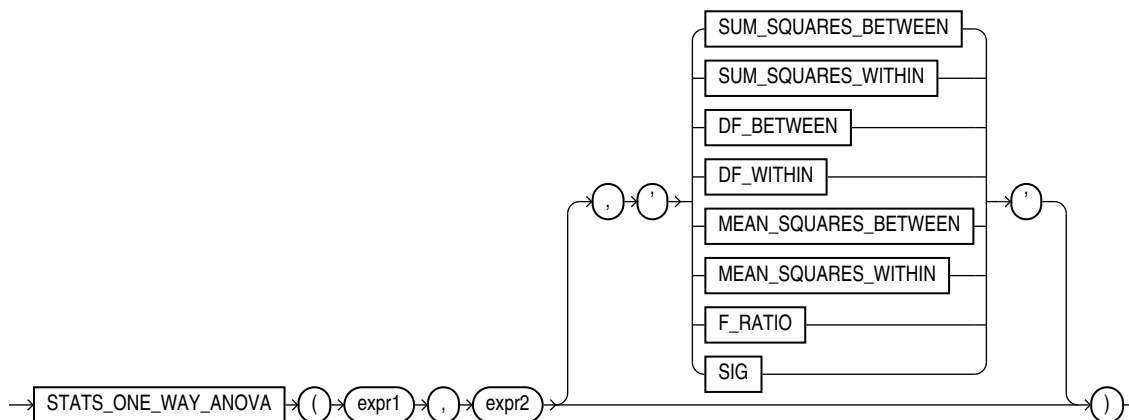 SUM_SQUARES_BETWEEN
SUM_SQUARES_WITHIN
DF_BETWEEN
DF_WITHIN
, ' '
MEAN_SQUARES_BETWEEN
MEAN_SQUARES_WITHIN
F_RATIO
SIG
STATS_ONE_WAY_ANOVA ( expr1 , expr2 )